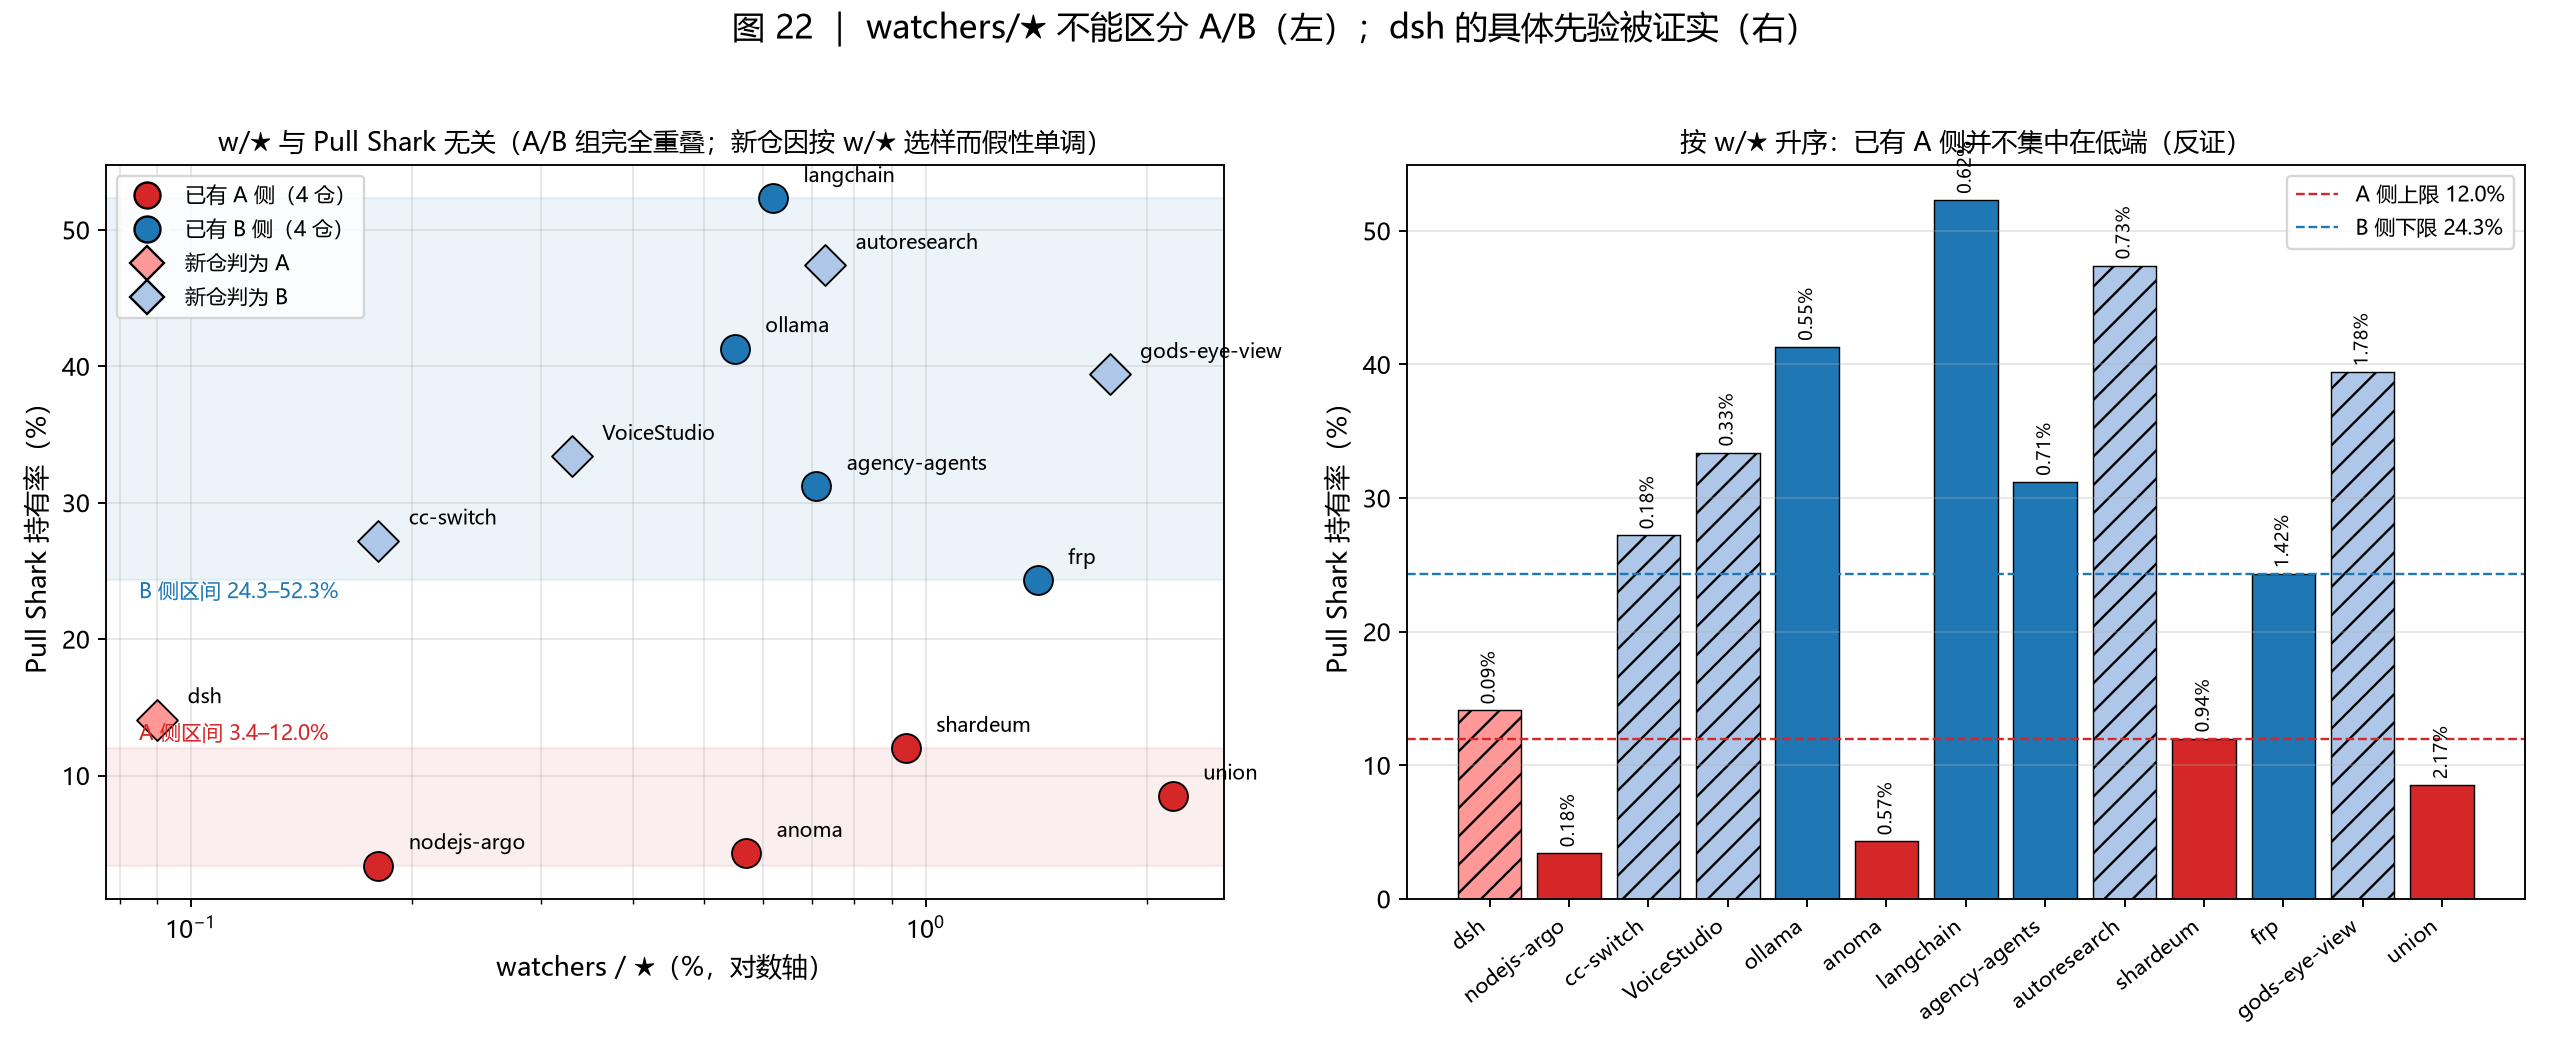 图 22 ｜ watchers/★ 不能区分 A/B（左）；dsh 的具体先验被证实（右）
w/★ 与 Pull Shark 无关（A/B 组完全重叠；新仓因按 w/★ 选样而假性单调）
已有 A 侧（4 仓）
已有 B 侧（4 仓）
新仓判为 A
新仓判为 B
langchain
autoresearch
ollama
gods-eye-view
VoiceStudio
agency-agents
cc-switch
frp
B 侧区间 24.3–52.3%
dsh
A 侧区间 3.4–12.0%
shardeum
union
anoma
nodejs-argo
50
40
30
20
10
Pull Shark 持有率（%）
10⁻¹
10⁰
watchers / ★（%，对数轴）
按 w/★ 升序：已有 A 侧并不集中在低端（反证）
A 侧上限 12.0%
B 侧下限 24.3%
50
40
30
20
10
0
Pull Shark 持有率（%）
0.09%
0.18%
0.18%
0.33%
0.55%
0.57%
0.62%
0.71%
0.73%
0.94%
1.42%
1.78%
2.17%
dsh
nodejs-argo
cc-switch
VoiceStudio
ollama
anoma
langchain
agency-agents
autoresearch
shardeum
frp
gods-eye-view
union